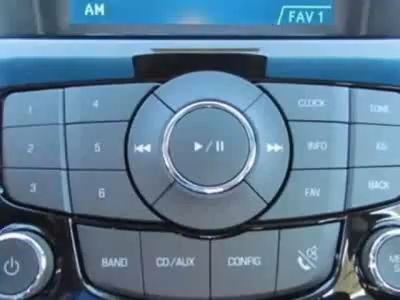 AM
FAV 1
1 4 CLOCK TONE
2 5 INFO
3 6 FAV BACK
BAND CD/AUX CONFIG